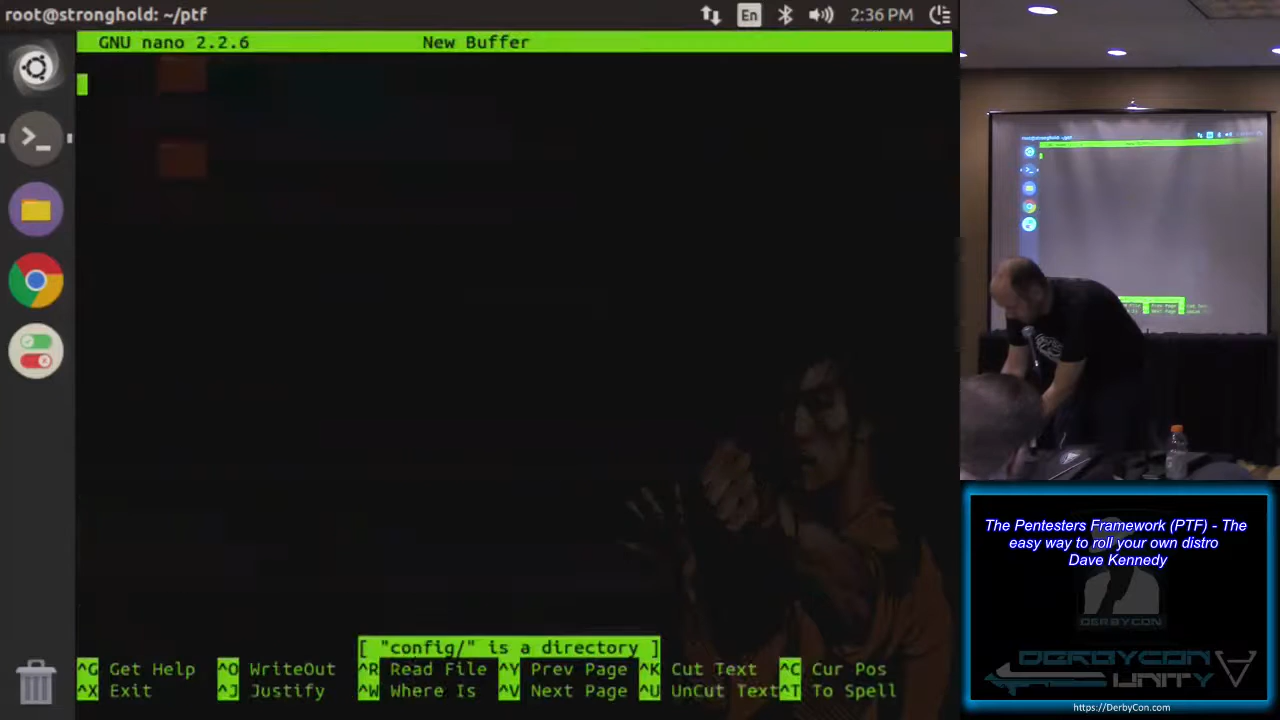 root@stronghold: ~/ptf
En
2:36 PM
GNU nano 2.2.6 New Buffer
[ "config/" is a directory ]
^G Get Help ^O WriteOut ^R Read File ^Y Prev Page ^K Cut Text ^C Cur Pos
^X Exit ^J Justify ^W Where Is ^V Next Page ^U UnCut Text ^T To Spell
The Pentesters Framework (PTF) - The
easy way to roll your own distro
Dave Kennedy
DERBYCON
DERBYCON
UNITY
https://DerbyCon.com